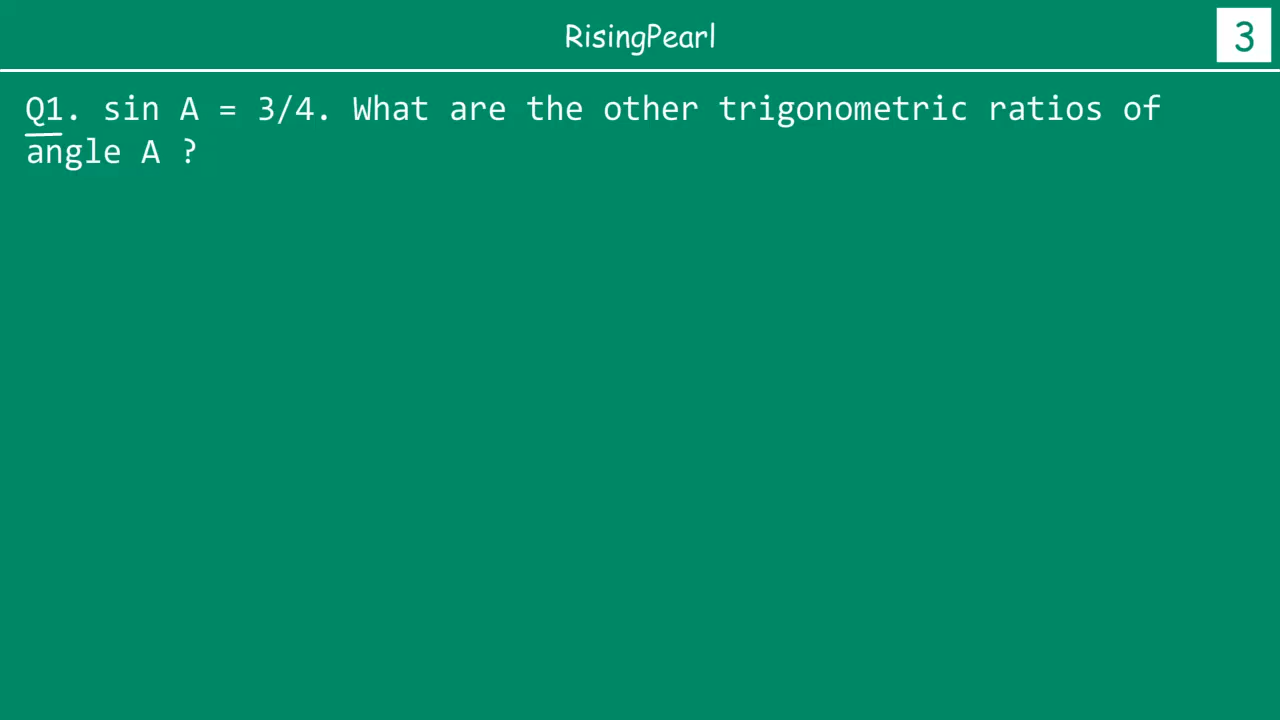 RisingPearl
3
Q1. sin A = 3/4. What are the other trigonometric ratios of
angle A ?